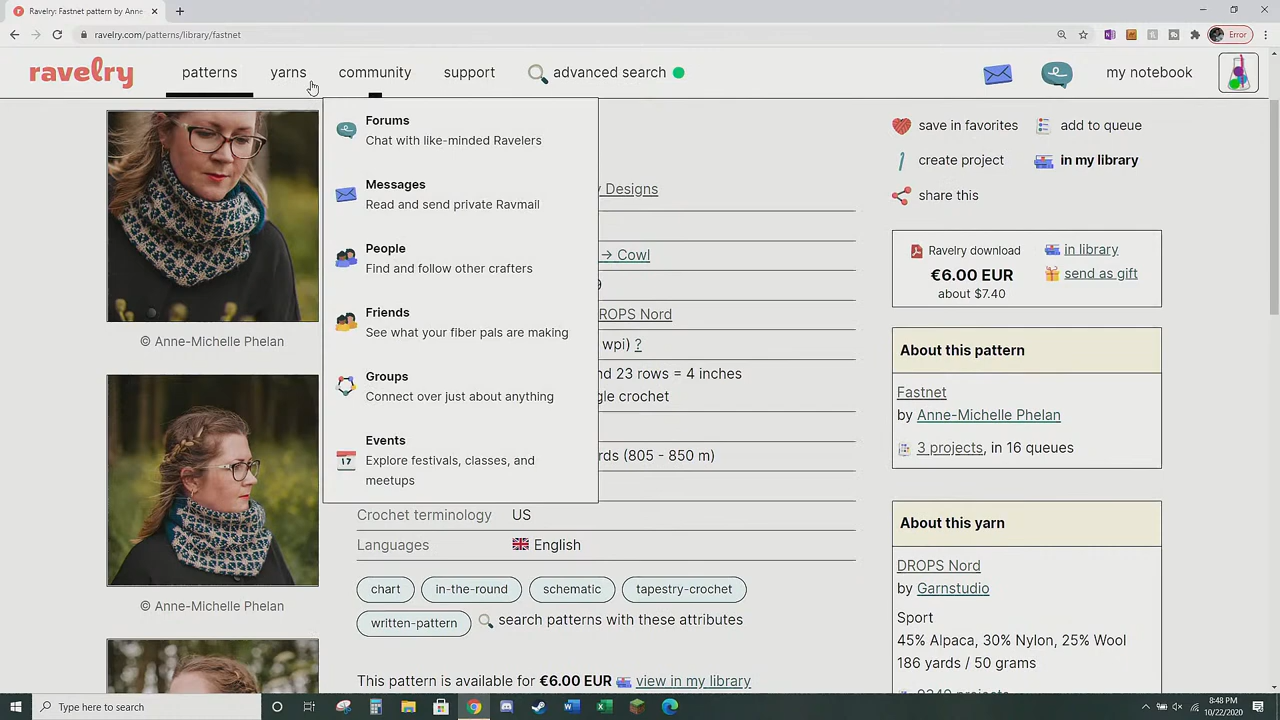 Ravelry: Fastnet pattern by Anne
ravelry.com/patterns/library/fastnet
Error
ravelry
patterns
yarns
community
support
advanced search
my notebook
Forums
Chat with like-minded Ravelers
Messages
Read and send private Ravmail
People
Find and follow other crafters
Friends
See what your fiber pals are making
Groups
Connect over just about anything
17
Events
Explore festivals, classes, and
meetups
© Anne-Michelle Phelan
© Anne-Michelle Phelan
Designs
→ Cowl
ROPS Nord
wpi) ?
nd 23 rows = 4 inches
gle crochet
rds (805 - 850 m)
Crochet terminology US
Languages English
chart
in-the-round
schematic
tapestry-crochet
written-pattern
search patterns with these attributes
This pattern is available for €6.00 EUR view in my library
save in favorites
add to queue
create project
in my library
share this
Ravelry download
€6.00 EUR
about $7.40
in library
send as gift
About this pattern
Fastnet
by Anne-Michelle Phelan
3 projects, in 16 queues
About this yarn
DROPS Nord
by Garnstudio
Sport
45% Alpaca, 30% Nylon, 25% Wool
186 yards / 50 grams
Type here to search
8:48 PM
10/22/2020